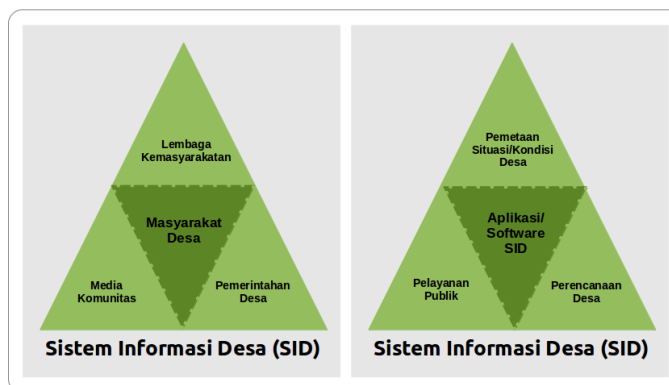 Lembaga
Kemasyarakatan
Masyarakat
Desa
Media
Komunitas
Pemerintahan
Desa
Sistem Informasi Desa (SID)
Pemetaan
Situasi/Kondisi
Desa
Aplikasi/
Software
SID
Pelayanan
Publik
Perencanaan
Desa
Sistem Informasi Desa (SID)